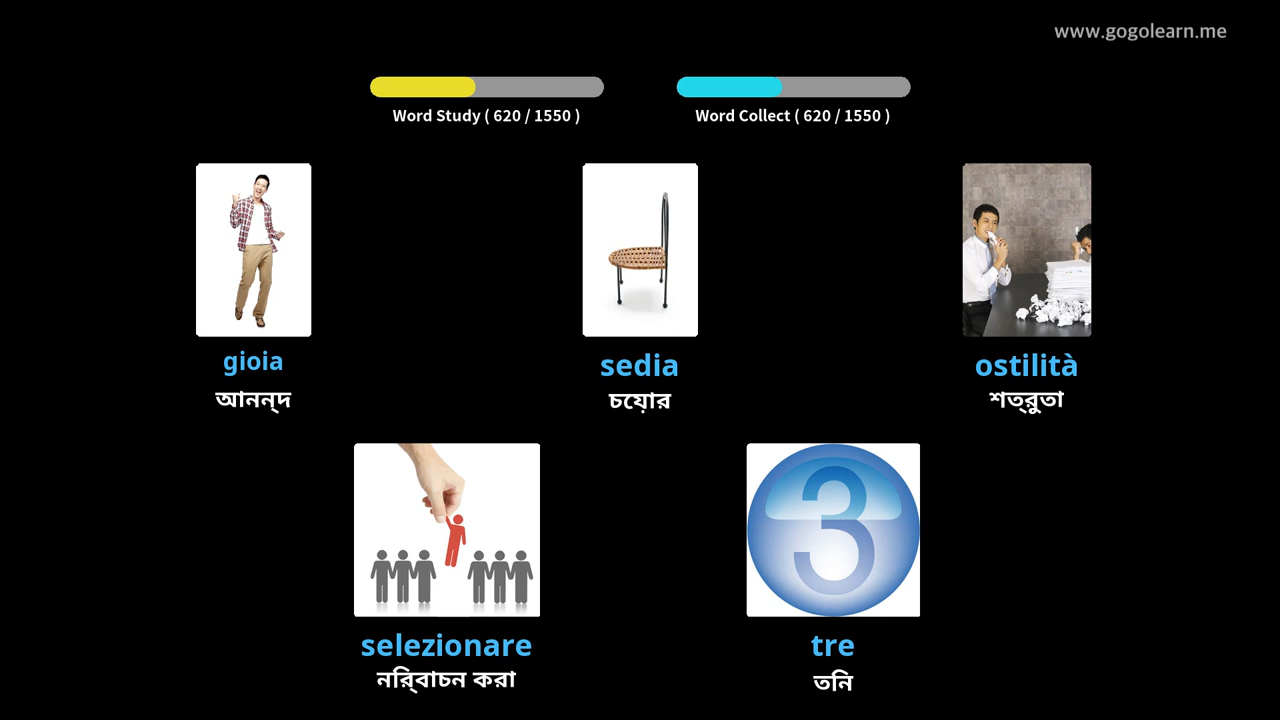 www.gogolearn.me
Word Study ( 620 / 1550 )
Word Collect ( 620 / 1550 )
gioia
আনন্দ
sedia
চেয়ার
ostilità
শত্রুতা
3
selezionare
নির্বাচন করা
tre
তিন